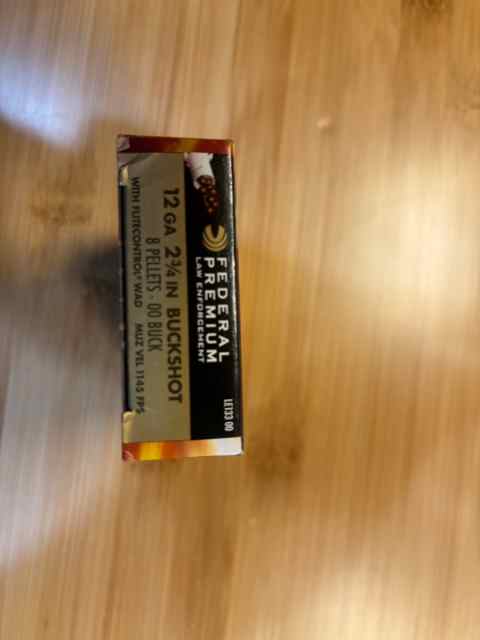 FEDERAL
PREMIUM
LAW ENFORCEMENT
LE133 00
12 GA 2¾ IN BUCKSHOT
8 PELLETS - 00 BUCK
WITH FLITECONTROL® WAD MUZ VEL 1145 FPS